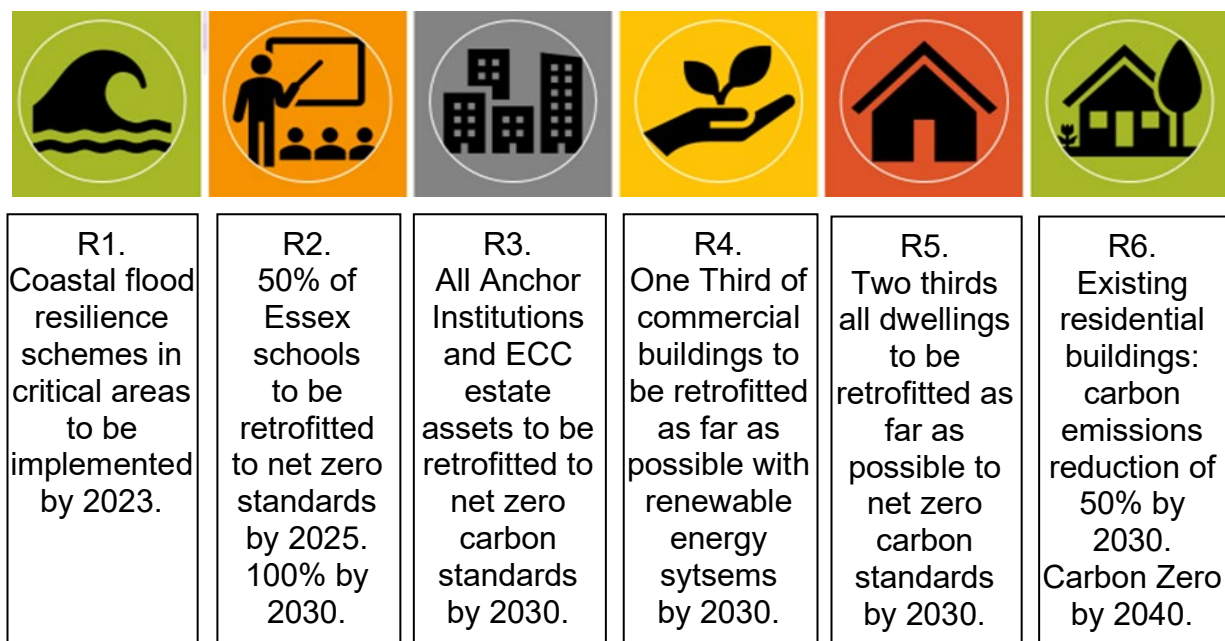 R1.
Coastal flood
resilience
schemes in
critical areas
to be
implemented
by 2023.
R2.
50% of
Essex
schools
to be
retrofitted
to net zero
standards
by 2025.
100% by
2030.
R3.
All Anchor
Institutions
and ECC
estate
assets to be
retrofitted to
net zero
carbon
standards
by 2030.
R4.
One Third of
commercial
buildings to
be retrofitted
as far as
possible with
renewable
energy
sytsems
by 2030.
R5.
Two thirds
all dwellings
to be
retrofitted as
far as
possible to
net zero
carbon
standards
by 2030.
R6.
Existing
residential
buildings:
carbon
emissions
reduction of
50% by
2030.
Carbon Zero
by 2040.